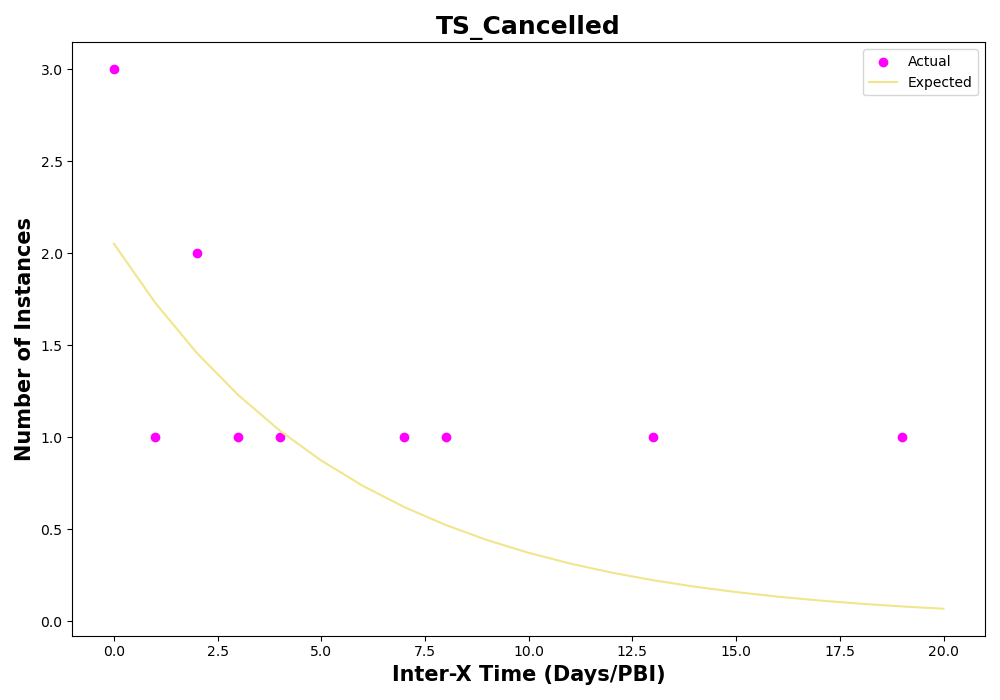 TS_Cancelled
Actual
Expected
3.0
2.5
2.0
1.5
1.0
0.5
0.0
Number of Instances
0.0 2.5 5.0 7.5 10.0 12.5 15.0 17.5 20.0
Inter-X Time (Days/PBI)